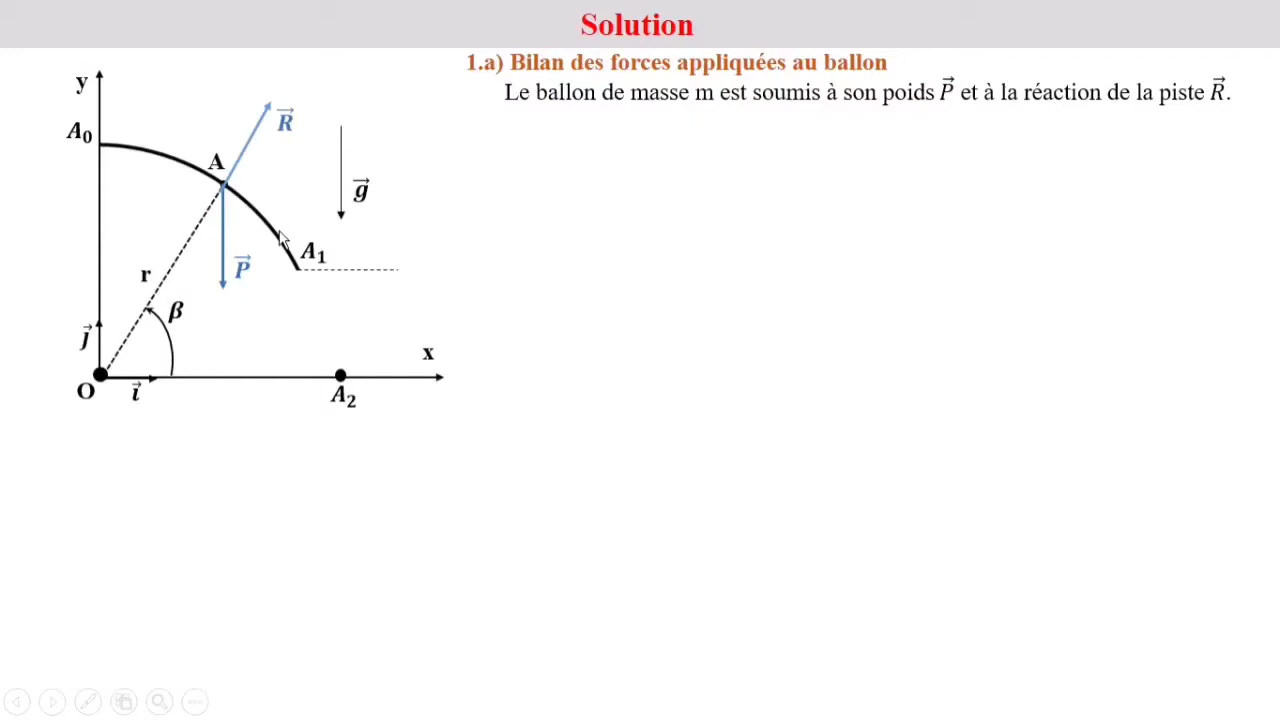 Solution
1.a) Bilan des forces appliquées au ballon
Le ballon de masse m est soumis à son poids P⃗ et à la réaction de la piste R⃗.
y
A₀
R⃗
A
g⃗
A₁
P⃗
r
β
J⃗
x
O
i⃗
A₂